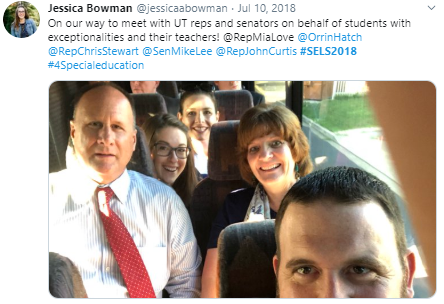 Jessica Bowman @jessicaabowman · Jul 10, 2018
On our way to meet with UT reps and senators on behalf of students with
exceptionalities and their teachers! @RepMiaLove @OrrinHatch
@RepChrisStewart @SenMikeLee @RepJohnCurtis #SELS2018
#4Specialeducation